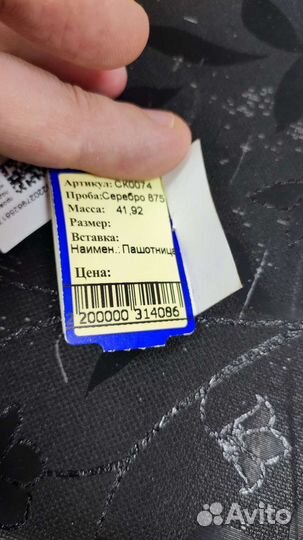 Артикул: СК0074
Проба:Серебро 875
Масса: 41,92
Размер:
Вставка:
Наимен.: Пашотница
Цена:
200000 314086
Avito